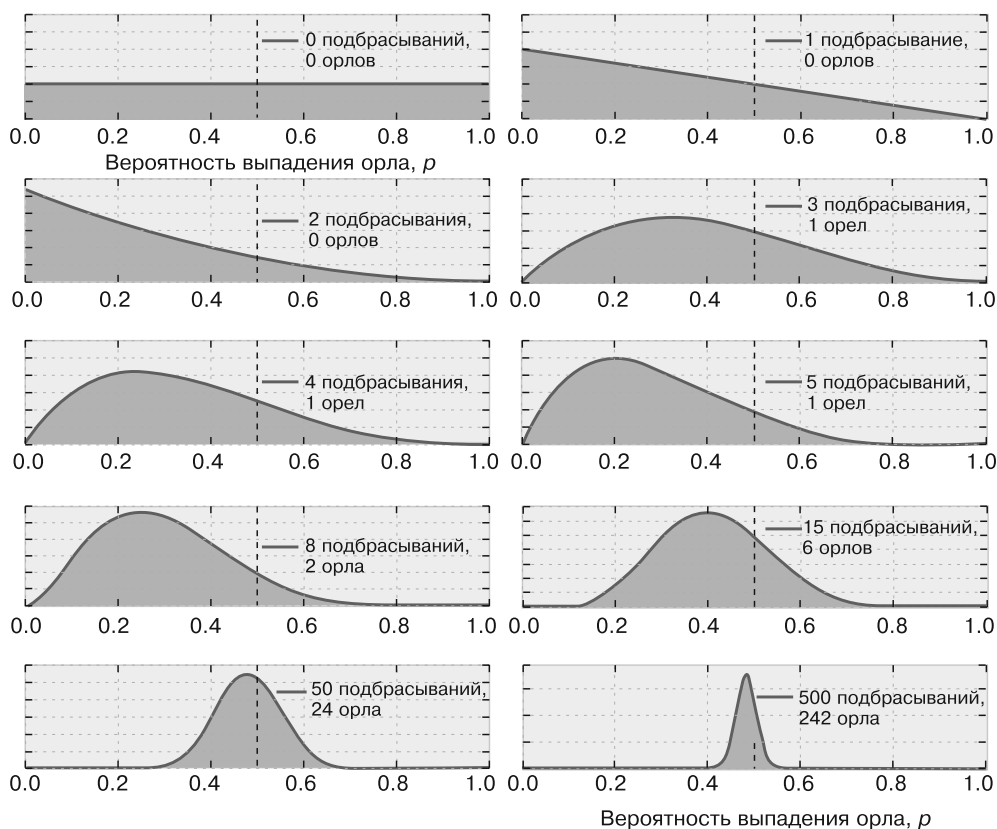 0 подбрасываний,
0 орлов
0.0 0.2 0.4 0.6 0.8 1.0
Вероятность выпадения орла, p
1 подбрасывание,
0 орлов
0.0 0.2 0.4 0.6 0.8 1.0
2 подбрасывания,
0 орлов
0.0 0.2 0.4 0.6 0.8 1.0
3 подбрасывания,
1 орел
0.0 0.2 0.4 0.6 0.8 1.0
4 подбрасывания,
1 орел
0.0 0.2 0.4 0.6 0.8 1.0
5 подбрасываний,
1 орел
0.0 0.2 0.4 0.6 0.8 1.0
8 подбрасываний,
2 орла
0.0 0.2 0.4 0.6 0.8 1.0
15 подбрасываний,
6 орлов
0.0 0.2 0.4 0.6 0.8 1.0
50 подбрасываний,
24 орла
0.0 0.2 0.4 0.6 0.8 1.0
500 подбрасываний,
242 орла
0.0 0.2 0.4 0.6 0.8 1.0
Вероятность выпадения орла, p